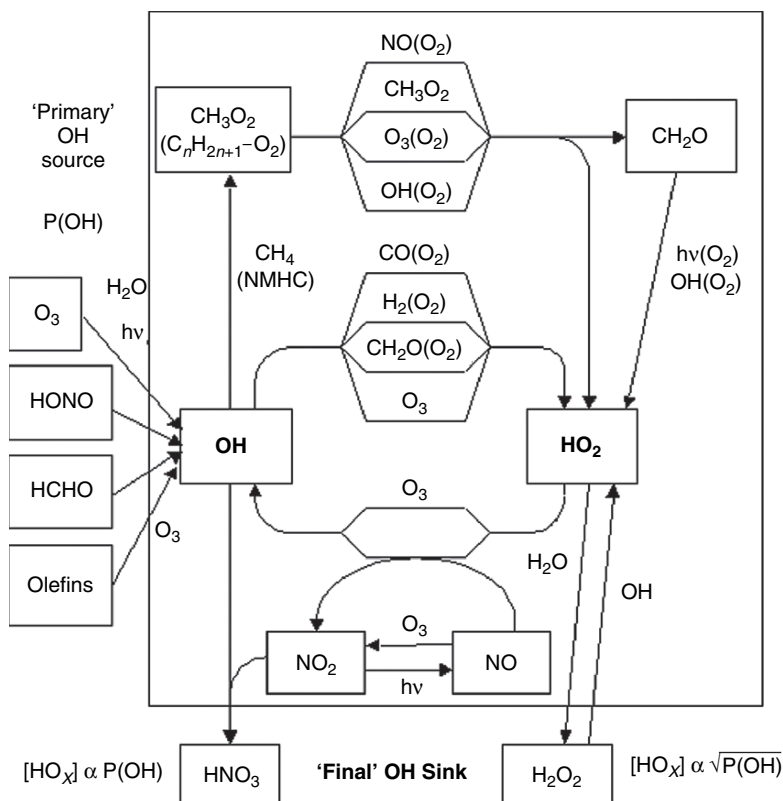 NO(O₂)
CH₃O₂
O₃(O₂)
OH(O₂)
'Primary'
OH
source
P(OH)
CH₃O₂
(CₙH₂ₙ₊₁–O₂)
CH₂O
CH₄
(NMHC)
hν(O₂)
OH(O₂)
H₂O
hν
CO(O₂)
H₂(O₂)
CH₂O(O₂)
O₃
O₃
HONO
HCHO
Olefins
O₃
OH
HO₂
O₃
H₂O
OH
NO₂
O₃
hν
NO
[HOX] α P(OH)
HNO₃
'Final' OH Sink
H₂O₂
[HOX] α √P(OH)